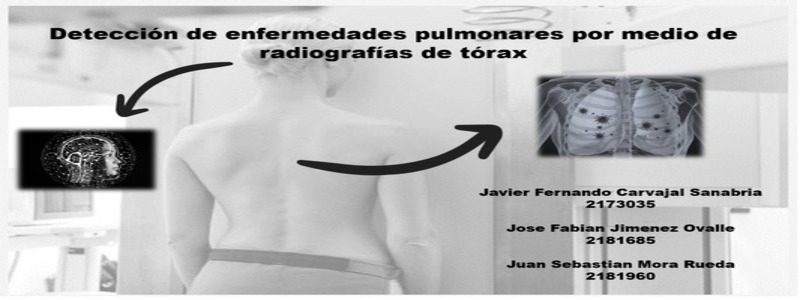 Detección de enfermedades pulmonares por medio de
radiografías de tórax
Javier Fernando Carvajal Sanabria
2173035
Jose Fabian Jimenez Ovalle
2181685
Juan Sebastian Mora Rueda
2181960